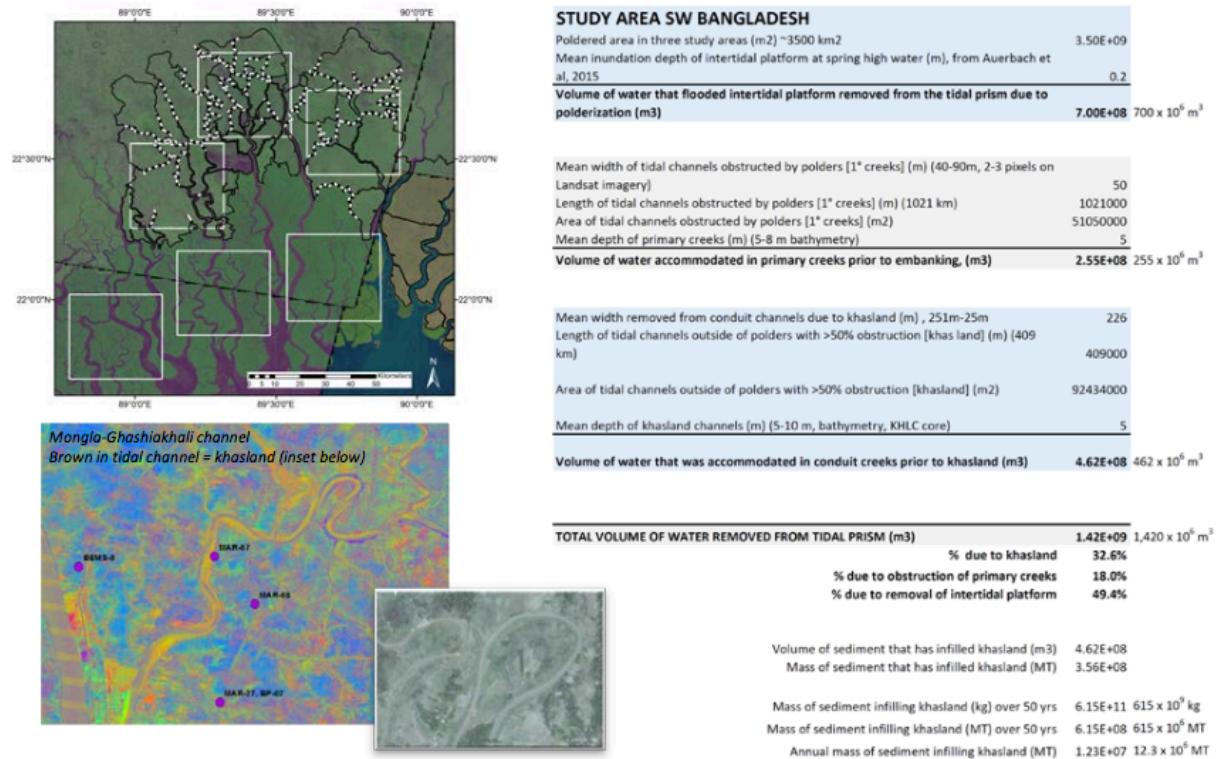 89°0'0"E 89°30'0"E 90°0'0"E
22°30'0"N 22°30'0"N
22°0'0"N 22°0'0"N
N
Kilometers
0 5 10 20 30 40 50
89°0'0"E 89°30'0"E 90°0'0"E
Mongla-Ghashiakhali channel
Brown in tidal channel = khasland (inset below)
MAR-67
MAR-68
MAR-27, BP-07
STUDY AREA SW BANGLADESH
Poldered area in three study areas (m2) ~3500 km2 3.50E+09
Mean inundation depth of intertidal platform at spring high water (m), from Auerbach et
al, 2015 0.2
Volume of water that flooded intertidal platform removed from the tidal prism due to
polderization (m3) 7.00E+08 700 x 10⁶ m³
Mean width of tidal channels obstructed by polders [1° creeks] (m) (40-90m, 2-3 pixels on
Landsat imagery) 50
Length of tidal channels obstructed by polders [1° creeks] (m) (1021 km) 1021000
Area of tidal channels obstructed by polders [1° creeks] (m2) 51050000
Mean depth of primary creeks (m) (5-8 m bathymetry) 5
Volume of water accommodated in primary creeks prior to embanking, (m3) 2.55E+08 255 x 10⁶ m³
Mean width removed from conduit channels due to khasland (m) , 251m-25m 226
Length of tidal channels outside of polders with >50% obstruction [khas land] (m) (409
km) 409000
Area of tidal channels outside of polders with >50% obstruction [khasland] (m2) 92434000
Mean depth of khasland channels (m) (5-10 m, bathymetry, KHLC core) 5
Volume of water that was accommodated in conduit creeks prior to khasland (m3) 4.62E+08 462 x 10⁶ m³
TOTAL VOLUME OF WATER REMOVED FROM TIDAL PRISM (m3) 1.42E+09 1,420 x 10⁶ m³
% due to khasland 32.6%
% due to obstruction of primary creeks 18.0%
% due to removal of intertidal platform 49.4%
Volume of sediment that has infilled khasland (m3) 4.62E+08
Mass of sediment that has infilled khasland (MT) 3.56E+08
Mass of sediment infilling khasland (kg) over 50 yrs 6.15E+11 615 x 10⁹ kg
Mass of sediment infilling khasland (MT) over 50 yrs 6.15E+08 615 x 10⁶ MT
Annual mass of sediment infilling khasland (MT) 1.23E+07 12.3 x 10⁶ MT